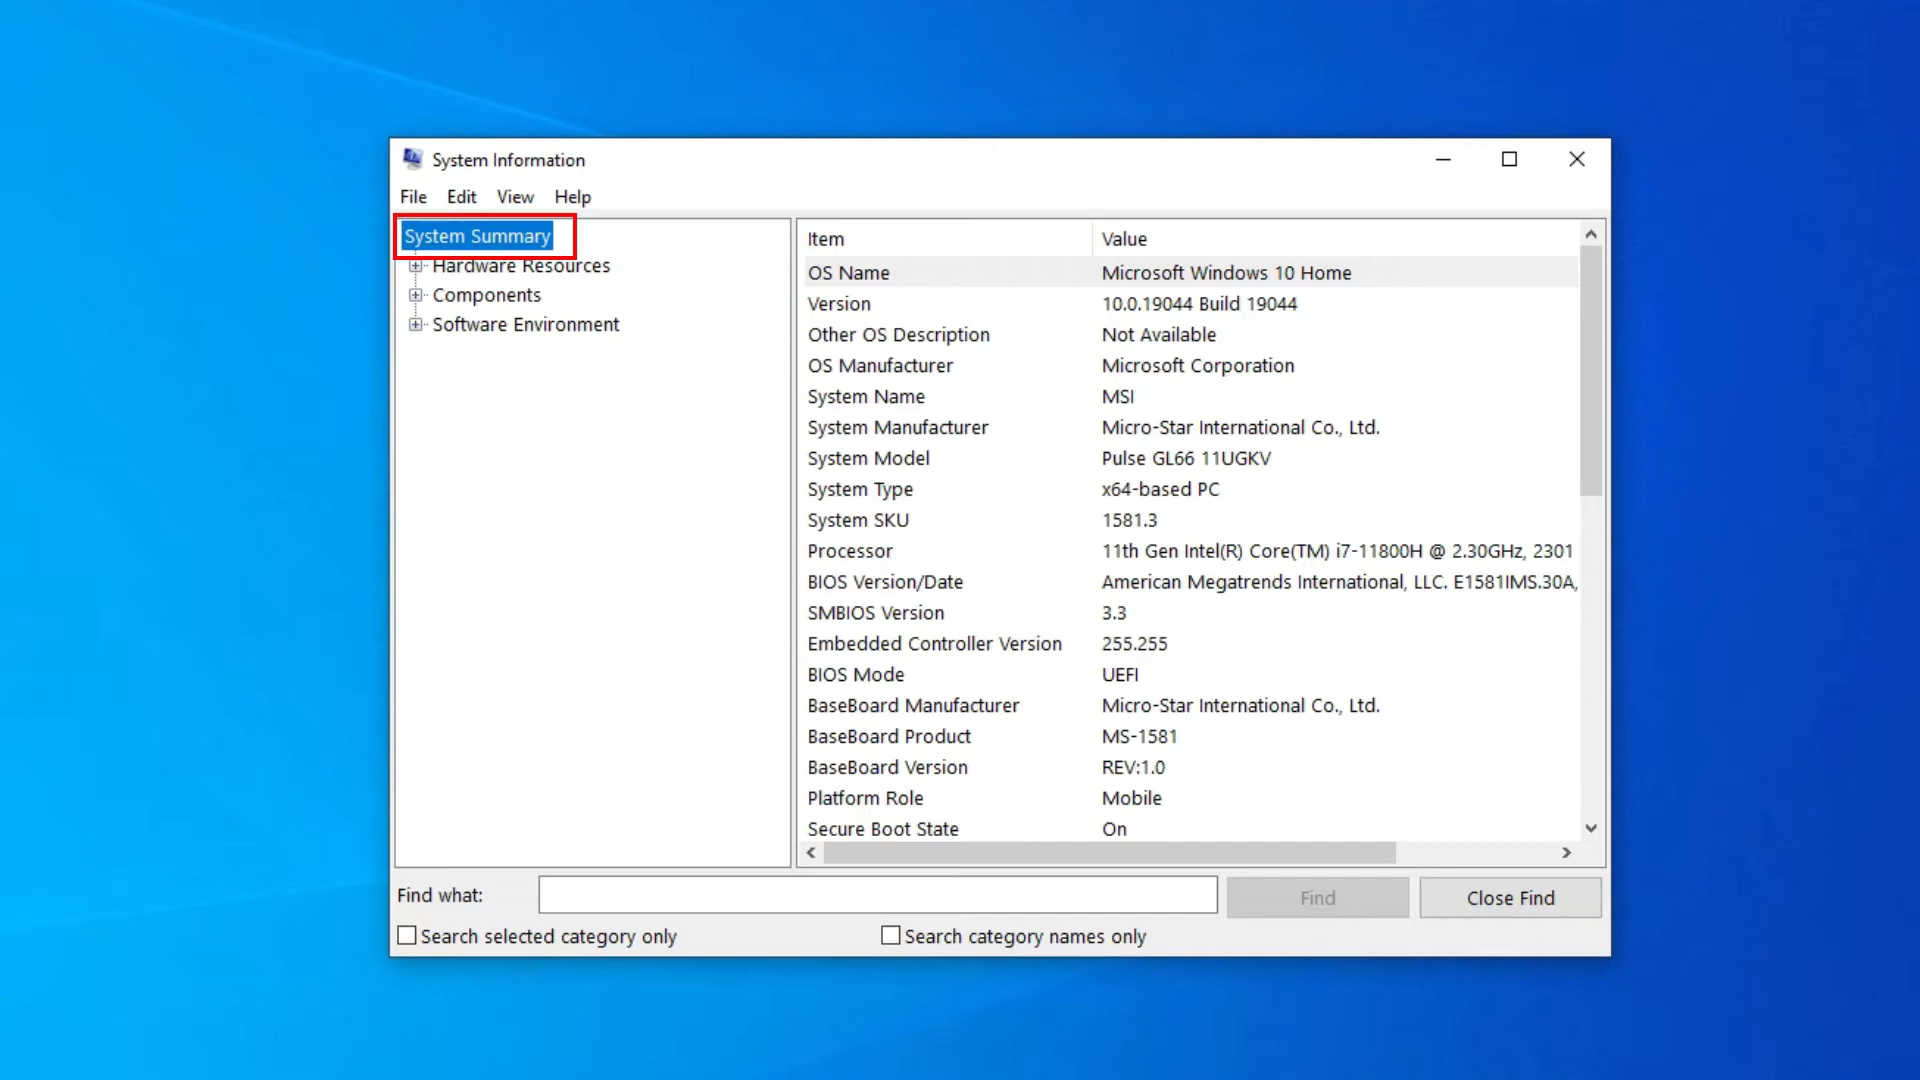 System Information
File Edit View Help
System Summary
Hardware Resources
Components
Software Environment
Item Value
OS Name Microsoft Windows 10 Home
Version 10.0.19044 Build 19044
Other OS Description Not Available
OS Manufacturer Microsoft Corporation
System Name MSI
System Manufacturer Micro-Star International Co., Ltd.
System Model Pulse GL66 11UGKV
System Type x64-based PC
System SKU 1581.3
Processor 11th Gen Intel(R) Core(TM) i7-11800H @ 2.30GHz, 2301
BIOS Version/Date American Megatrends International, LLC. E1581IMS.30A,
SMBIOS Version 3.3
Embedded Controller Version 255.255
BIOS Mode UEFI
BaseBoard Manufacturer Micro-Star International Co., Ltd.
BaseBoard Product MS-1581
BaseBoard Version REV:1.0
Platform Role Mobile
Secure Boot State On
Find what: Find Close Find
Search selected category only Search category names only